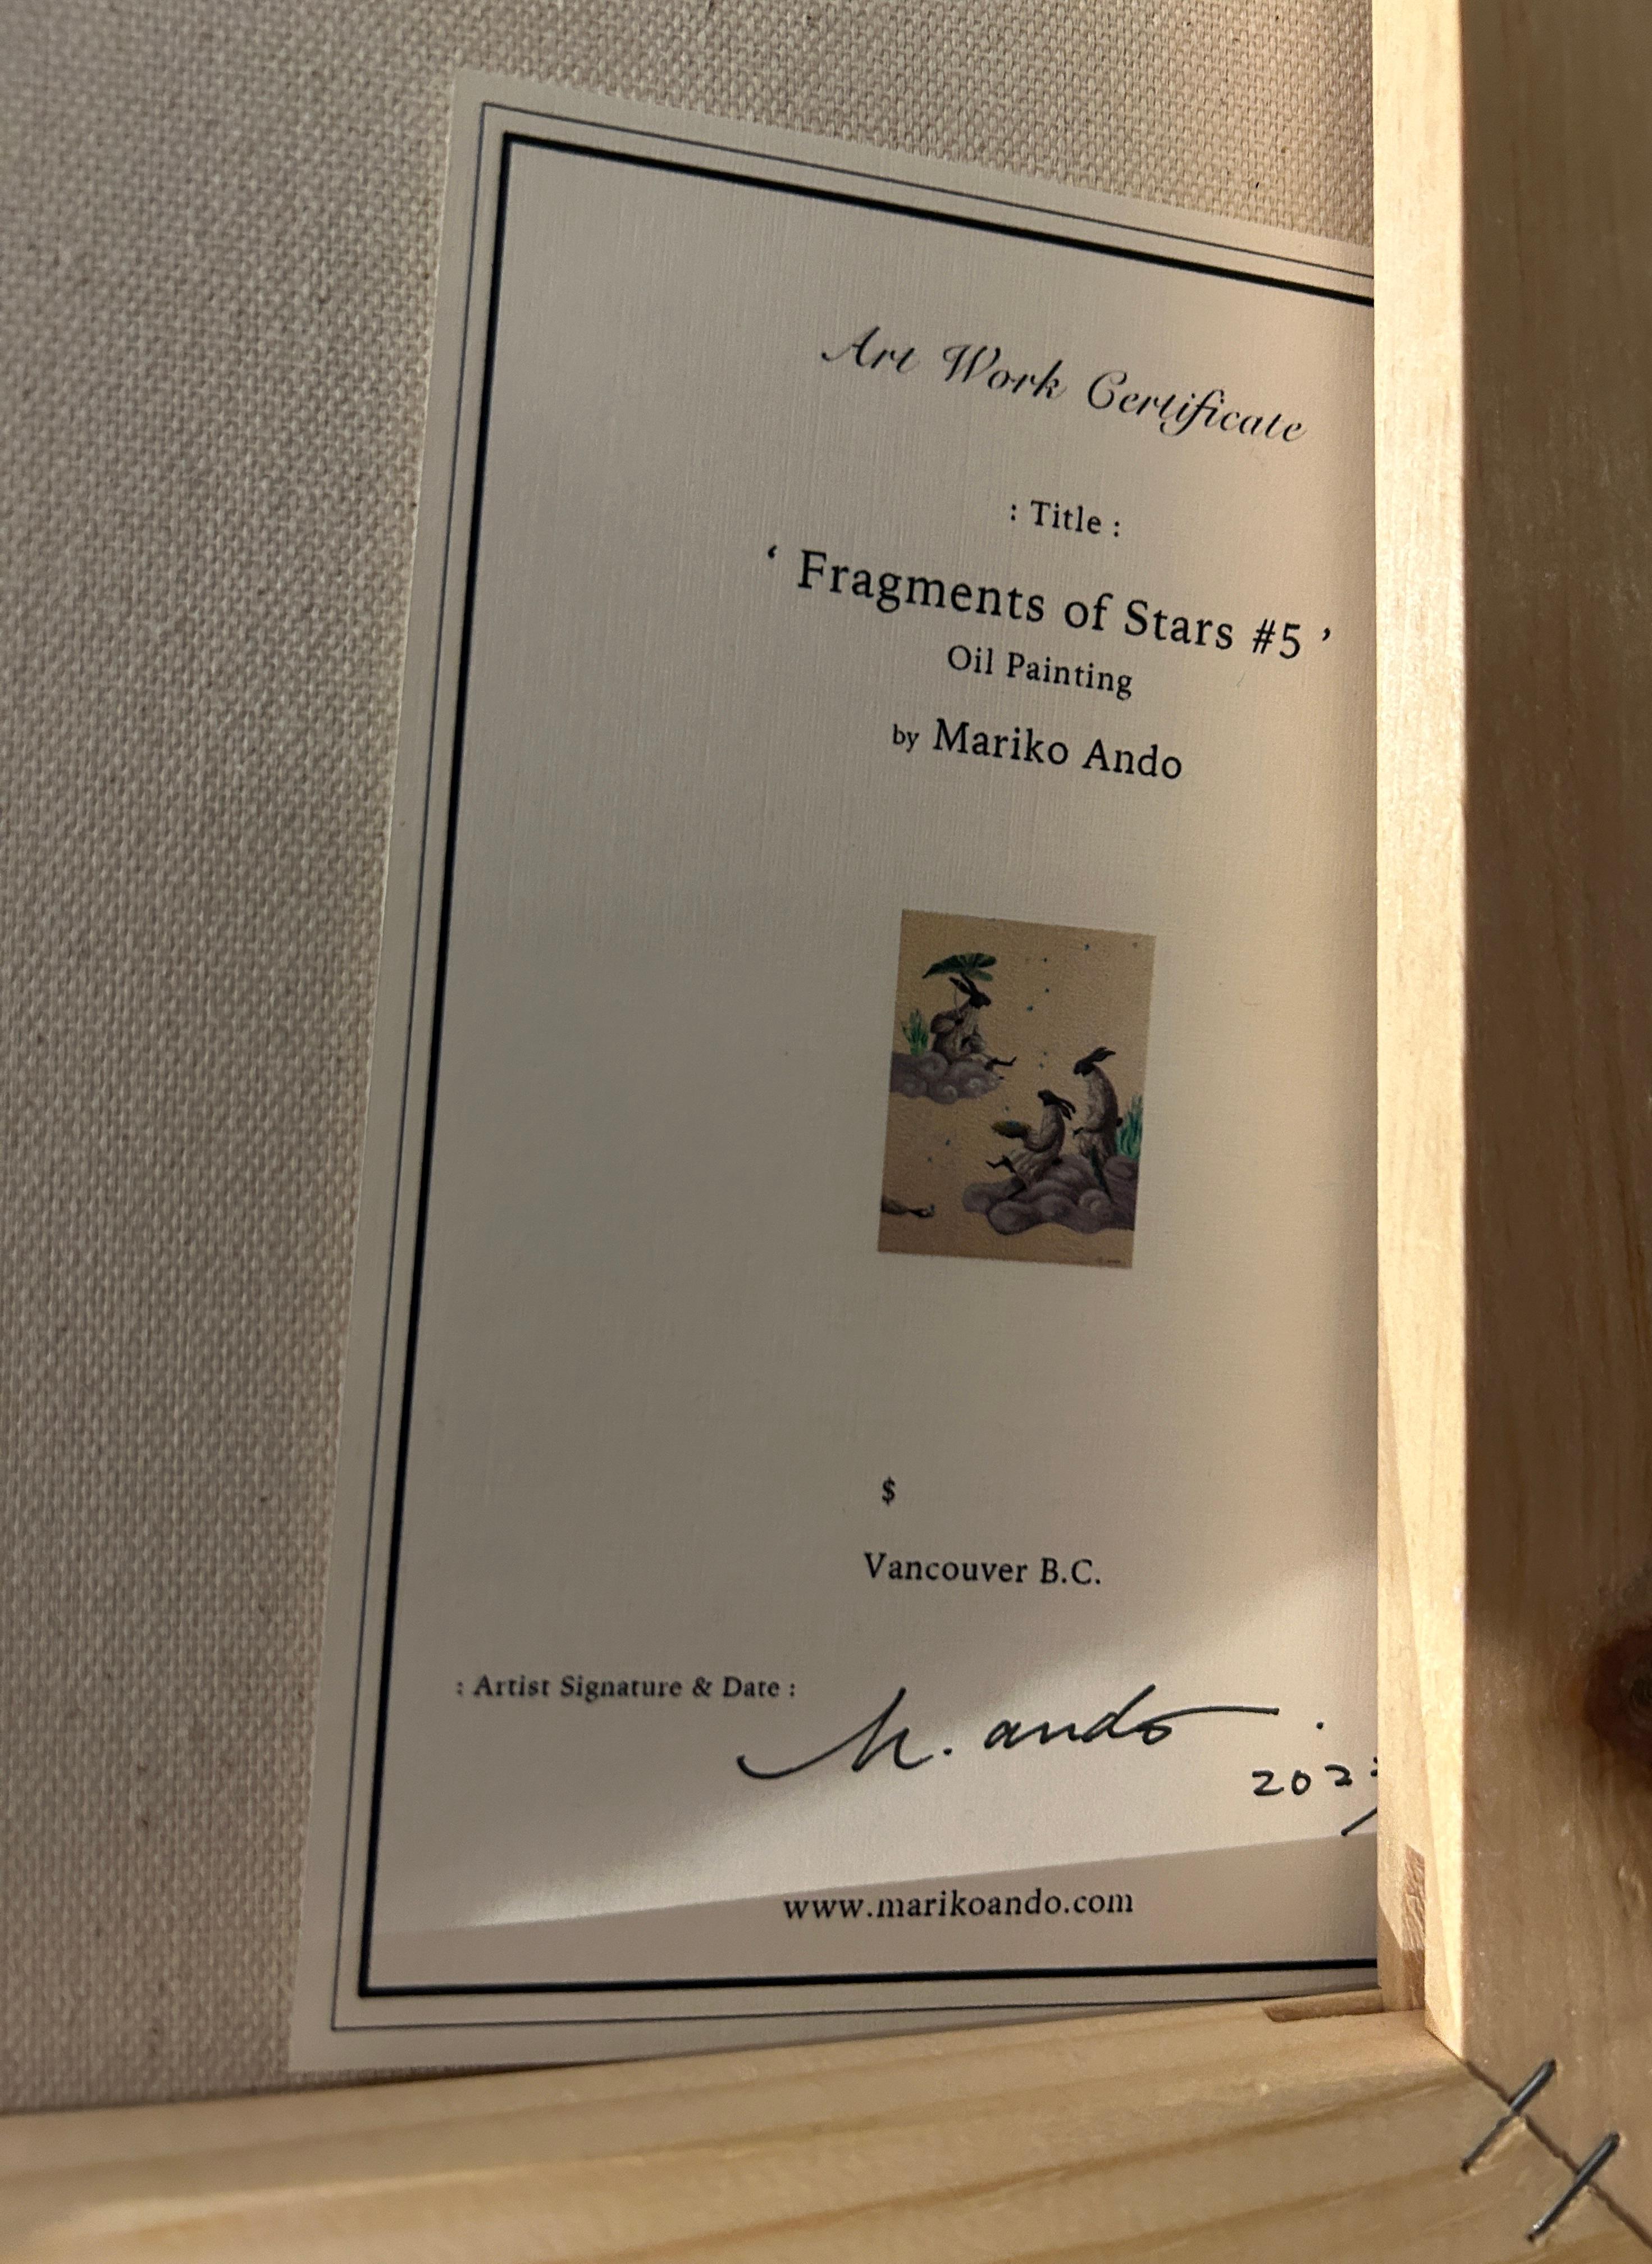 Art Work Certificate
: Title :
‘ Fragments of Stars #5 ’
Oil Painting
by Mariko Ando
$
Vancouver B.C.
: Artist Signature & Date :
M. ando
www.marikoando.com